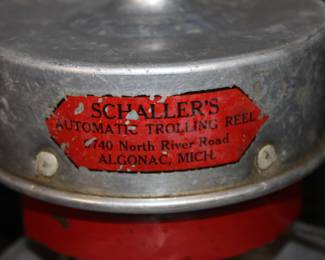 SCHALLER'S
AUTOMATIC TROLLING REEL
740 North River Road
ALGONAC, MICH.